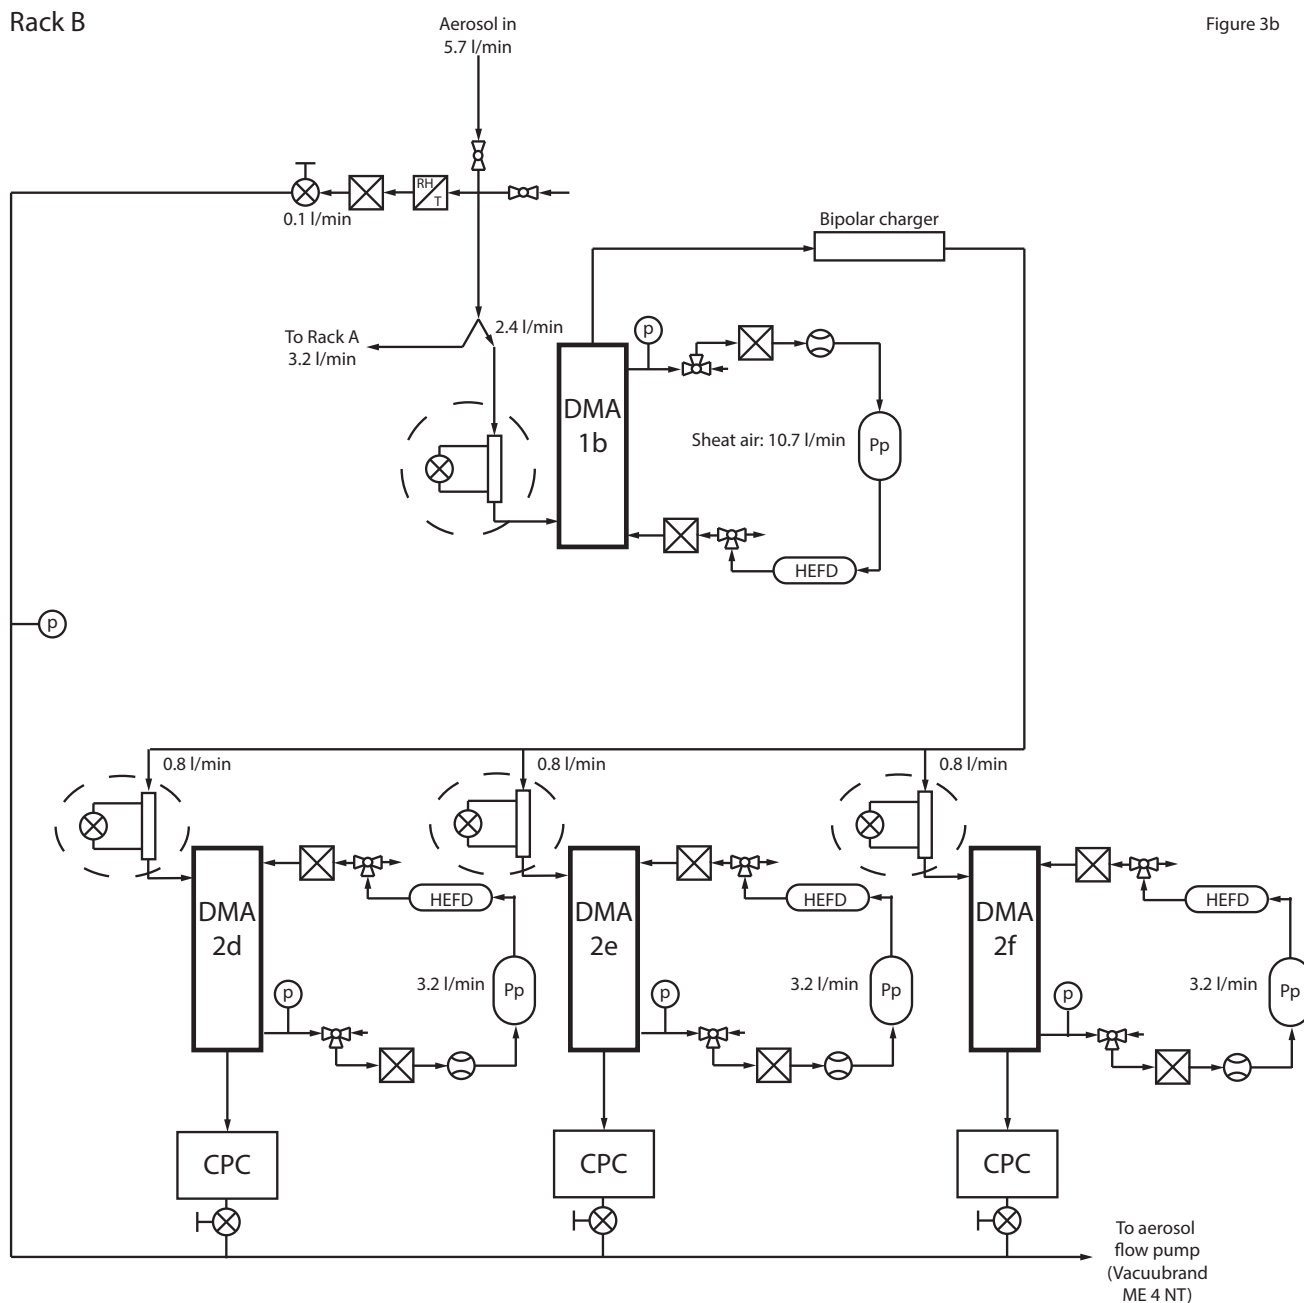 Rack B
Aerosol in
5.7 l/min
Figure 3b
RH
T
0.1 l/min
Bipolar charger
To Rack A
3.2 l/min
2.4 l/min
p
DMA
1b
Sheat air: 10.7 l/min
Pp
HEFD
p
0.8 l/min
0.8 l/min
0.8 l/min
DMA
2d
HEFD
3.2 l/min
Pp
p
DMA
2e
HEFD
3.2 l/min
Pp
p
DMA
2f
HEFD
3.2 l/min
Pp
p
CPC
CPC
CPC
To aerosol
flow pump
(Vacuubrand
ME 4 NT)